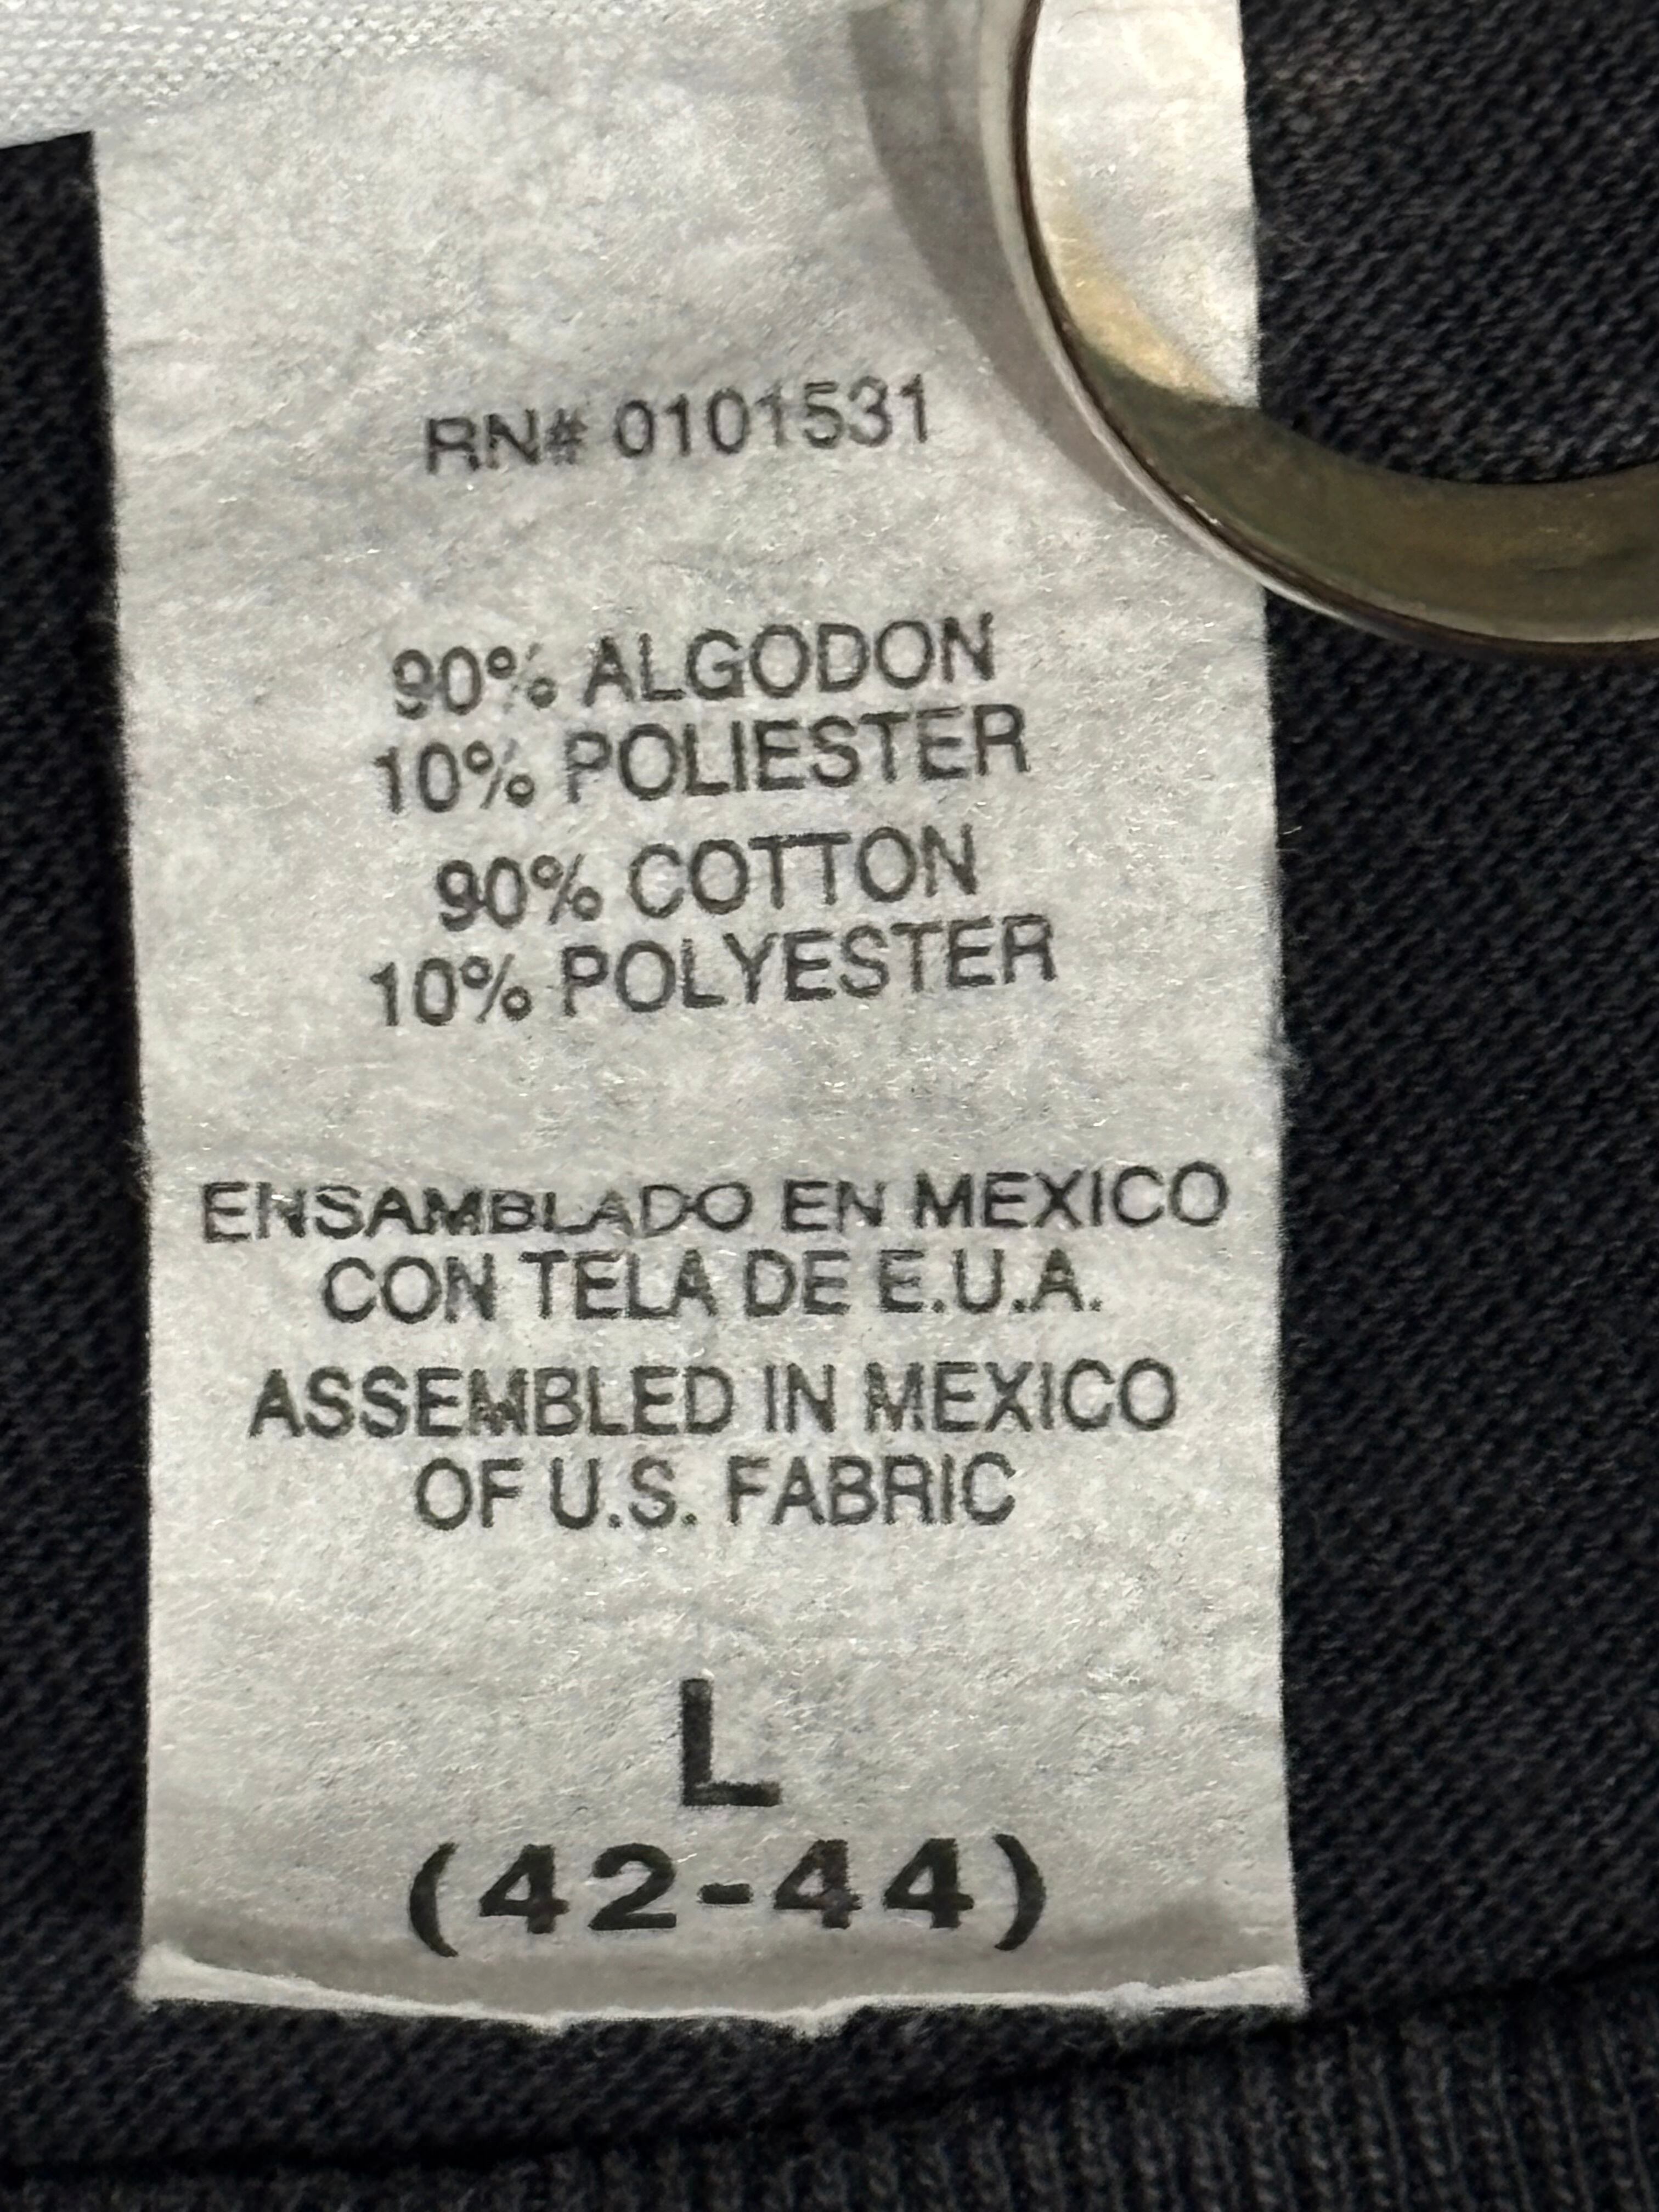 RN# 0101531
90% ALGODON
10% POLIESTER
90% COTTON
10% POLYESTER
ENSAMBLADO EN MEXICO
CON TELA DE E.U.A.
ASSEMBLED IN MEXICO
OF U.S. FABRIC
L
(42-44)